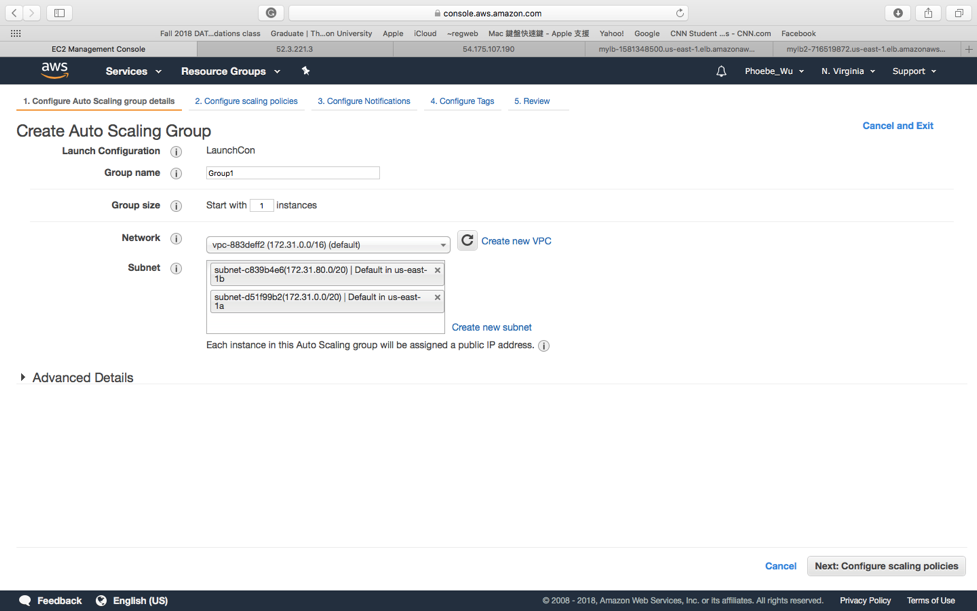 console.aws.amazon.com
Fall 2018 DAT...dations class Graduate | Th...on University Apple iCloud ~regweb Mac 鍵盤快速鍵 - Apple 支援 Yahoo! Google CNN Student ...s - CNN.com Facebook
EC2 Management Console 52.3.221.3 54.175.107.190 mylb-1581348500.us-east-1.elb.amazonaw... mylb2-716519872.us-east-1.elb.amazonaws...
aws Services Resource Groups Phoebe_Wu N. Virginia Support
1. Configure Auto Scaling group details 2. Configure scaling policies 3. Configure Notifications 4. Configure Tags 5. Review
Create Auto Scaling Group Cancel and Exit
Launch Configuration LaunchCon
Group name Group1
Group size Start with 1 instances
Network vpc-883deff2 (172.31.0.0/16) (default) Create new VPC
Subnet subnet-c839b4e6(172.31.80.0/20) | Default in us-east-
1b
subnet-d51f99b2(172.31.0.0/20) | Default in us-east-
1a
Create new subnet
Each instance in this Auto Scaling group will be assigned a public IP address.
Advanced Details
Cancel Next: Configure scaling policies
Feedback English (US) © 2008 - 2018, Amazon Web Services, Inc. or its affiliates. All rights reserved. Privacy Policy Terms of Use